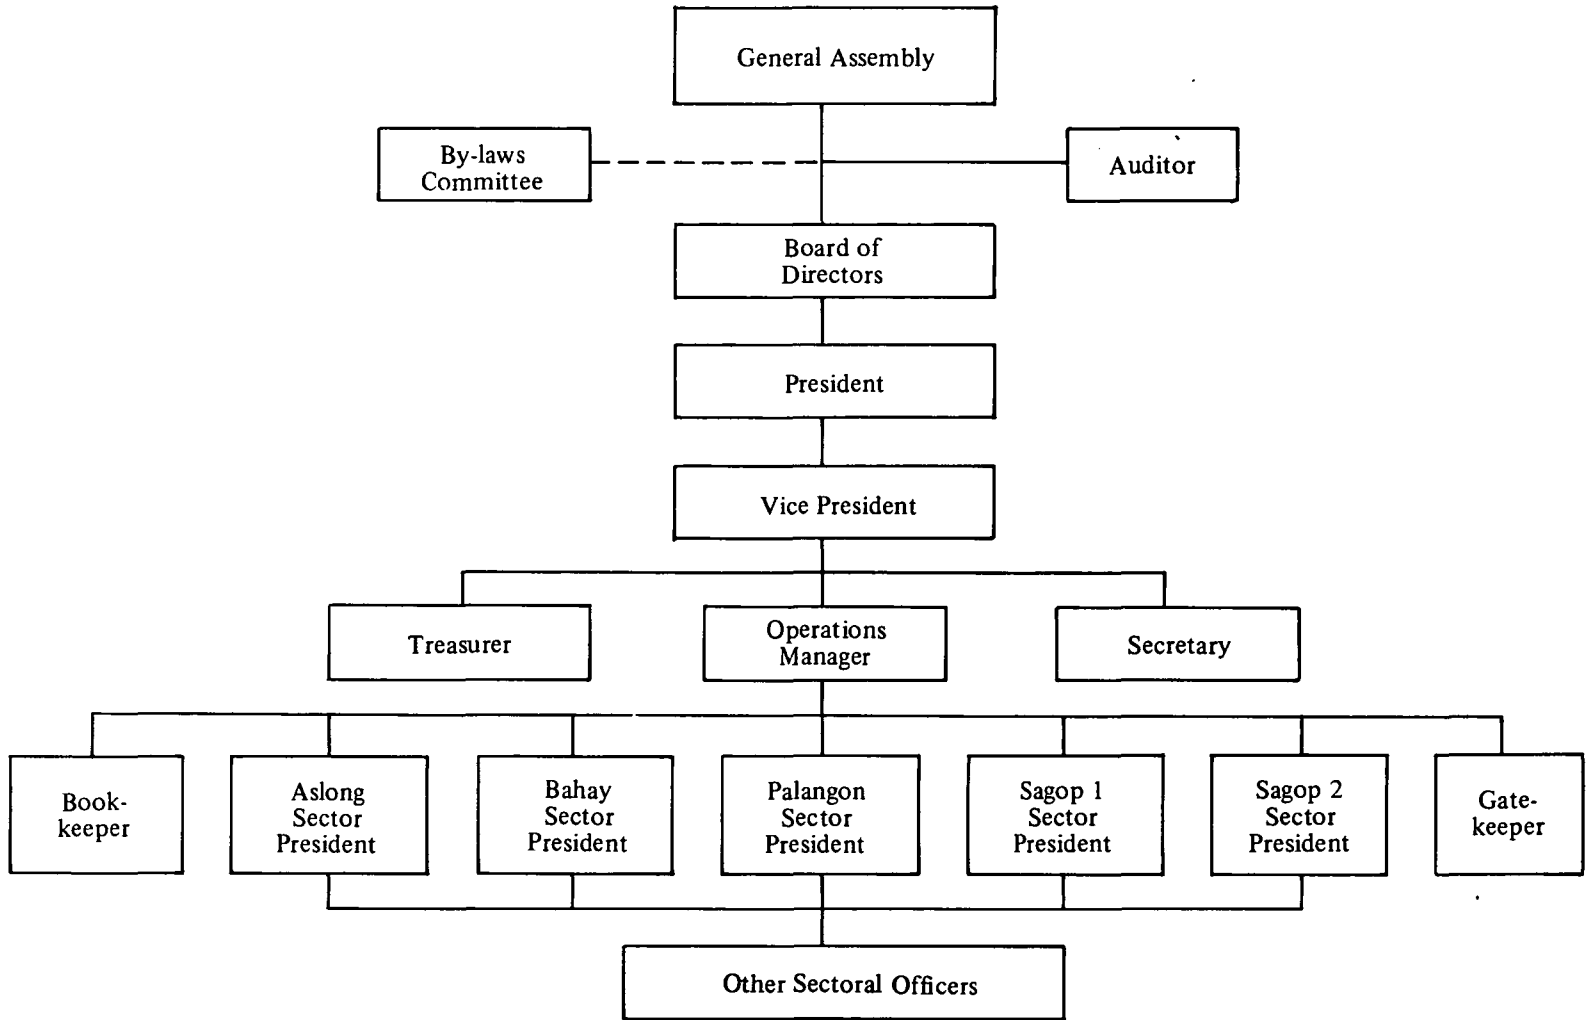 General Assembly
By-laws
Committee
Auditor
Board of
Directors
President
Vice President
Treasurer
Operations
Manager
Secretary
Book-
keeper
Aslong
Sector
President
Bahay
Sector
President
Palangon
Sector
President
Sagop 1
Sector
President
Sagop 2
Sector
President
Gate-
keeper
Other Sectoral Officers